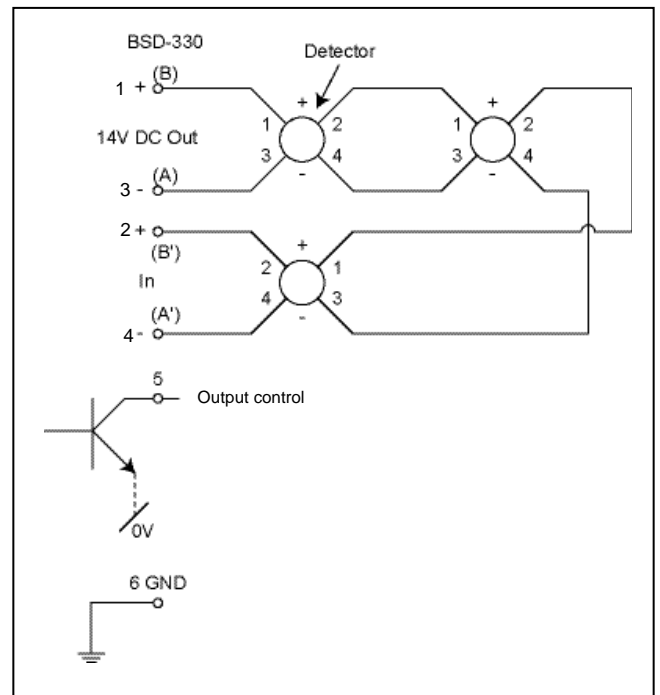 BSD-330
Detector
1 + (B)
+ +
1 2 1 2
14V DC Out
3 4 3 4
- -
3 - (A)
2 +
(B')
+
In
2 1
4 3
-
(A')
4 -
5
Output control
0V
6 GND